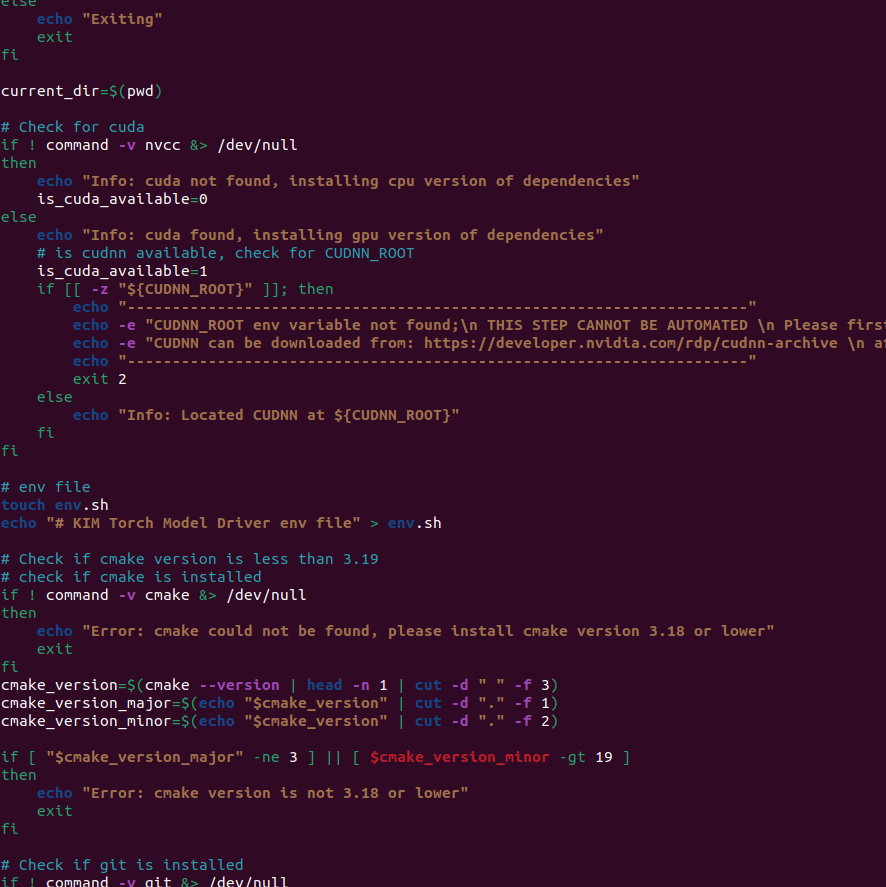 else
    echo "Exiting"
    exit
fi

current_dir=$(pwd)

# Check for cuda
if ! command -v nvcc &> /dev/null
then
    echo "Info: cuda not found, installing cpu version of dependencies"
    is_cuda_available=0
else
    echo "Info: cuda found, installing gpu version of dependencies"
    # is cudnn available, check for CUDNN_ROOT
    is_cuda_available=1
    if [[ -z "${CUDNN_ROOT}" ]]; then
        echo "---------------------------------------------------------------------"
        echo -e "CUDNN_ROOT env variable not found;\n THIS STEP CANNOT BE AUTOMATED \n Please first
        echo -e "CUDNN can be downloaded from: https://developer.nvidia.com/rdp/cudnn-archive \n
        echo "---------------------------------------------------------------------"
        exit 2
    else
        echo "Info: Located CUDNN at ${CUDNN_ROOT}"
    fi
fi

# env file
touch env.sh
echo "# KIM Torch Model Driver env file" > env.sh

# Check if cmake version is less than 3.19
# check if cmake is installed
if ! command -v cmake &> /dev/null
then
    echo "Error: cmake could not be found, please install cmake version 3.18 or lower"
    exit
fi
cmake_version=$(cmake --version | head -n 1 | cut -d " " -f 3)
cmake_version_major=$(echo "$cmake_version" | cut -d "." -f 1)
cmake_version_minor=$(echo "$cmake_version" | cut -d "." -f 2)

if [ "$cmake_version_major" -ne 3 ] || [ $cmake_version_minor -gt 19 ]
then
    echo "Error: cmake version is not 3.18 or lower"
    exit
fi

# Check if git is installed
if ! command -v git &> /dev/null